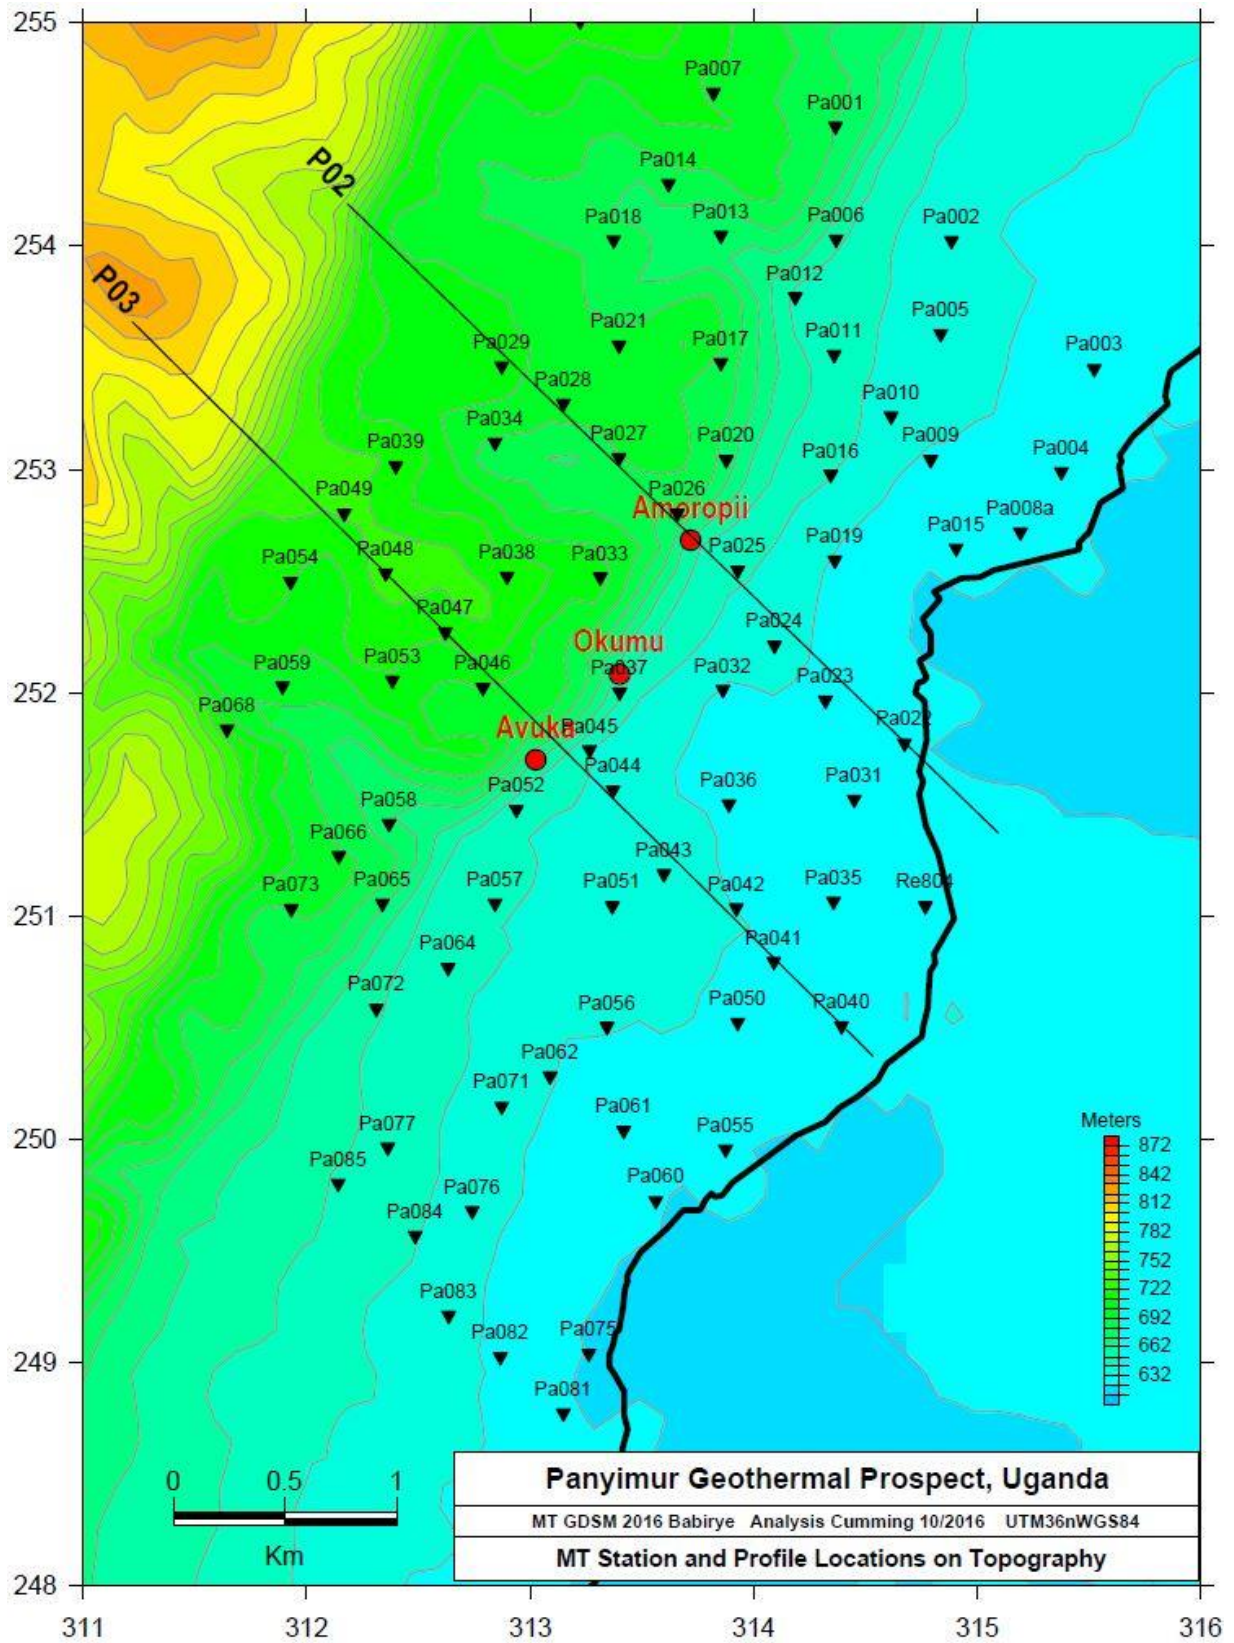 255
Pa007
Pa001
Pa014
P02
Pa018
Pa013
Pa006
Pa002
254
Pa012
P03
Pa021
Pa005
Pa029
Pa017
Pa011
Pa003
Pa028
Pa010
Pa034
Pa039
Pa027
Pa020
Pa009
Pa016
Pa004
253
Pa049
Pa026
Amoropii
Pa008a
Pa015
Pa054
Pa048
Pa038
Pa033
Pa025
Pa019
Pa047
Pa024
Okumu
Pa059
Pa053
Pa046
Pa037
Pa032
Pa023
252
Pa068
Avuka
Pa045
Pa022
Pa044
Pa052
Pa036
Pa031
Pa058
Pa066
Pa043
Pa073
Pa065
Pa057
Pa051
Pa042
Pa035
Re804
251
Pa064
Pa041
Pa072
Pa056
Pa050
Pa040
Pa062
Pa071
Pa061
Pa055
Pa077
250
Meters
872
842
812
782
752
722
692
662
632
Pa085
Pa060
Pa076
Pa084
Pa083
Pa082
Pa075
249
Pa081
0 0.5 1
Km
Panyimur Geothermal Prospect, Uganda
MT GDSM 2016 Babirye Analysis Cumming 10/2016 UTM36nWGS84
MT Station and Profile Locations on Topography
248
311 312 313 314 315 316